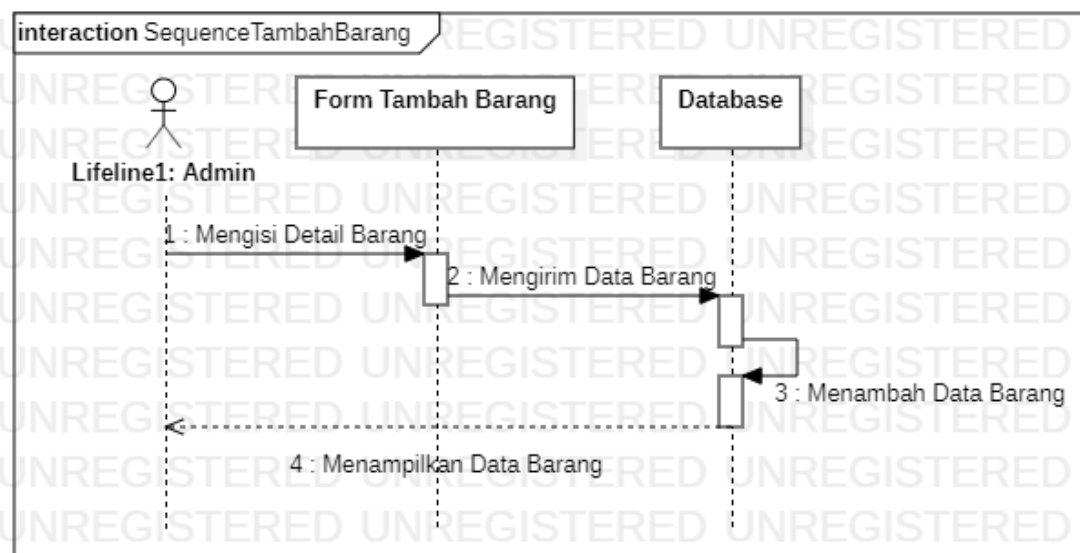 interaction SequenceTambahBarang
Form Tambah Barang
Database
Lifeline1: Admin
1 : Mengisi Detail Barang
2 : Mengirim Data Barang
3 : Menambah Data Barang
4 : Menampilkan Data Barang
UNREGISTERED